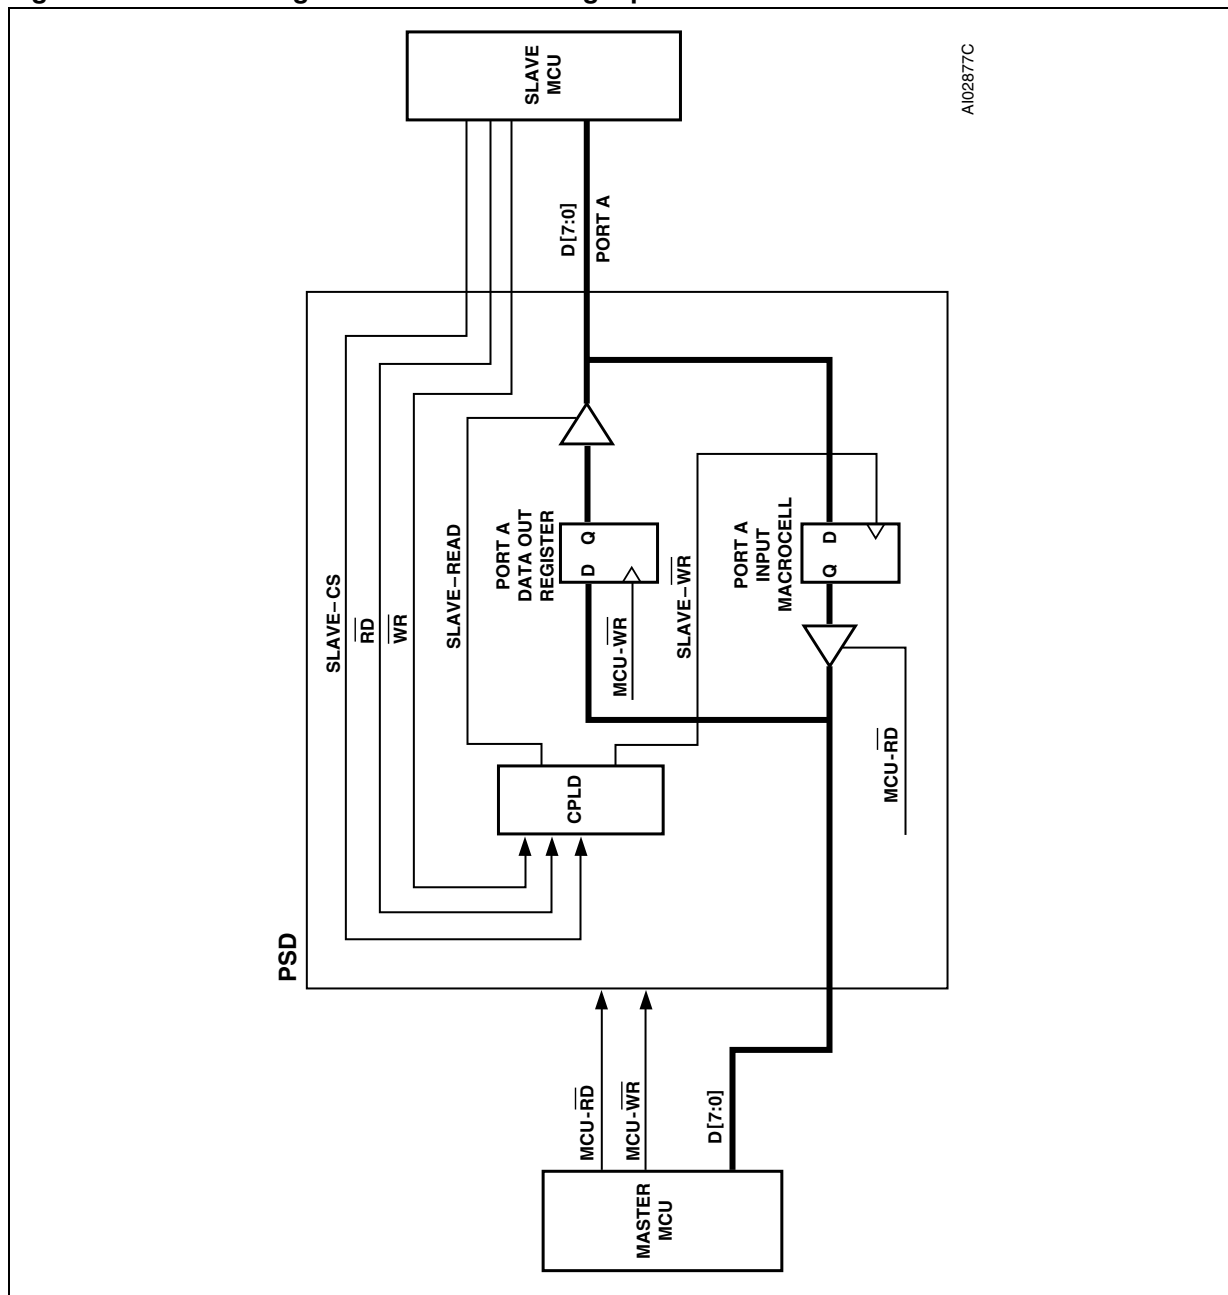 SLAVE
MCU
AI02877C
D[7:0]
PORT A
SLAVE–CS
RD
WR
SLAVE–READ
PORT A
DATA OUT
REGISTER
D Q
MCU-WR
SLAVE–WR
PORT A
INPUT
MACROCELL
Q D
MCU-RD
CPLD
PSD
MCU-RD
MCU-WR
D[7:0]
MASTER
MCU